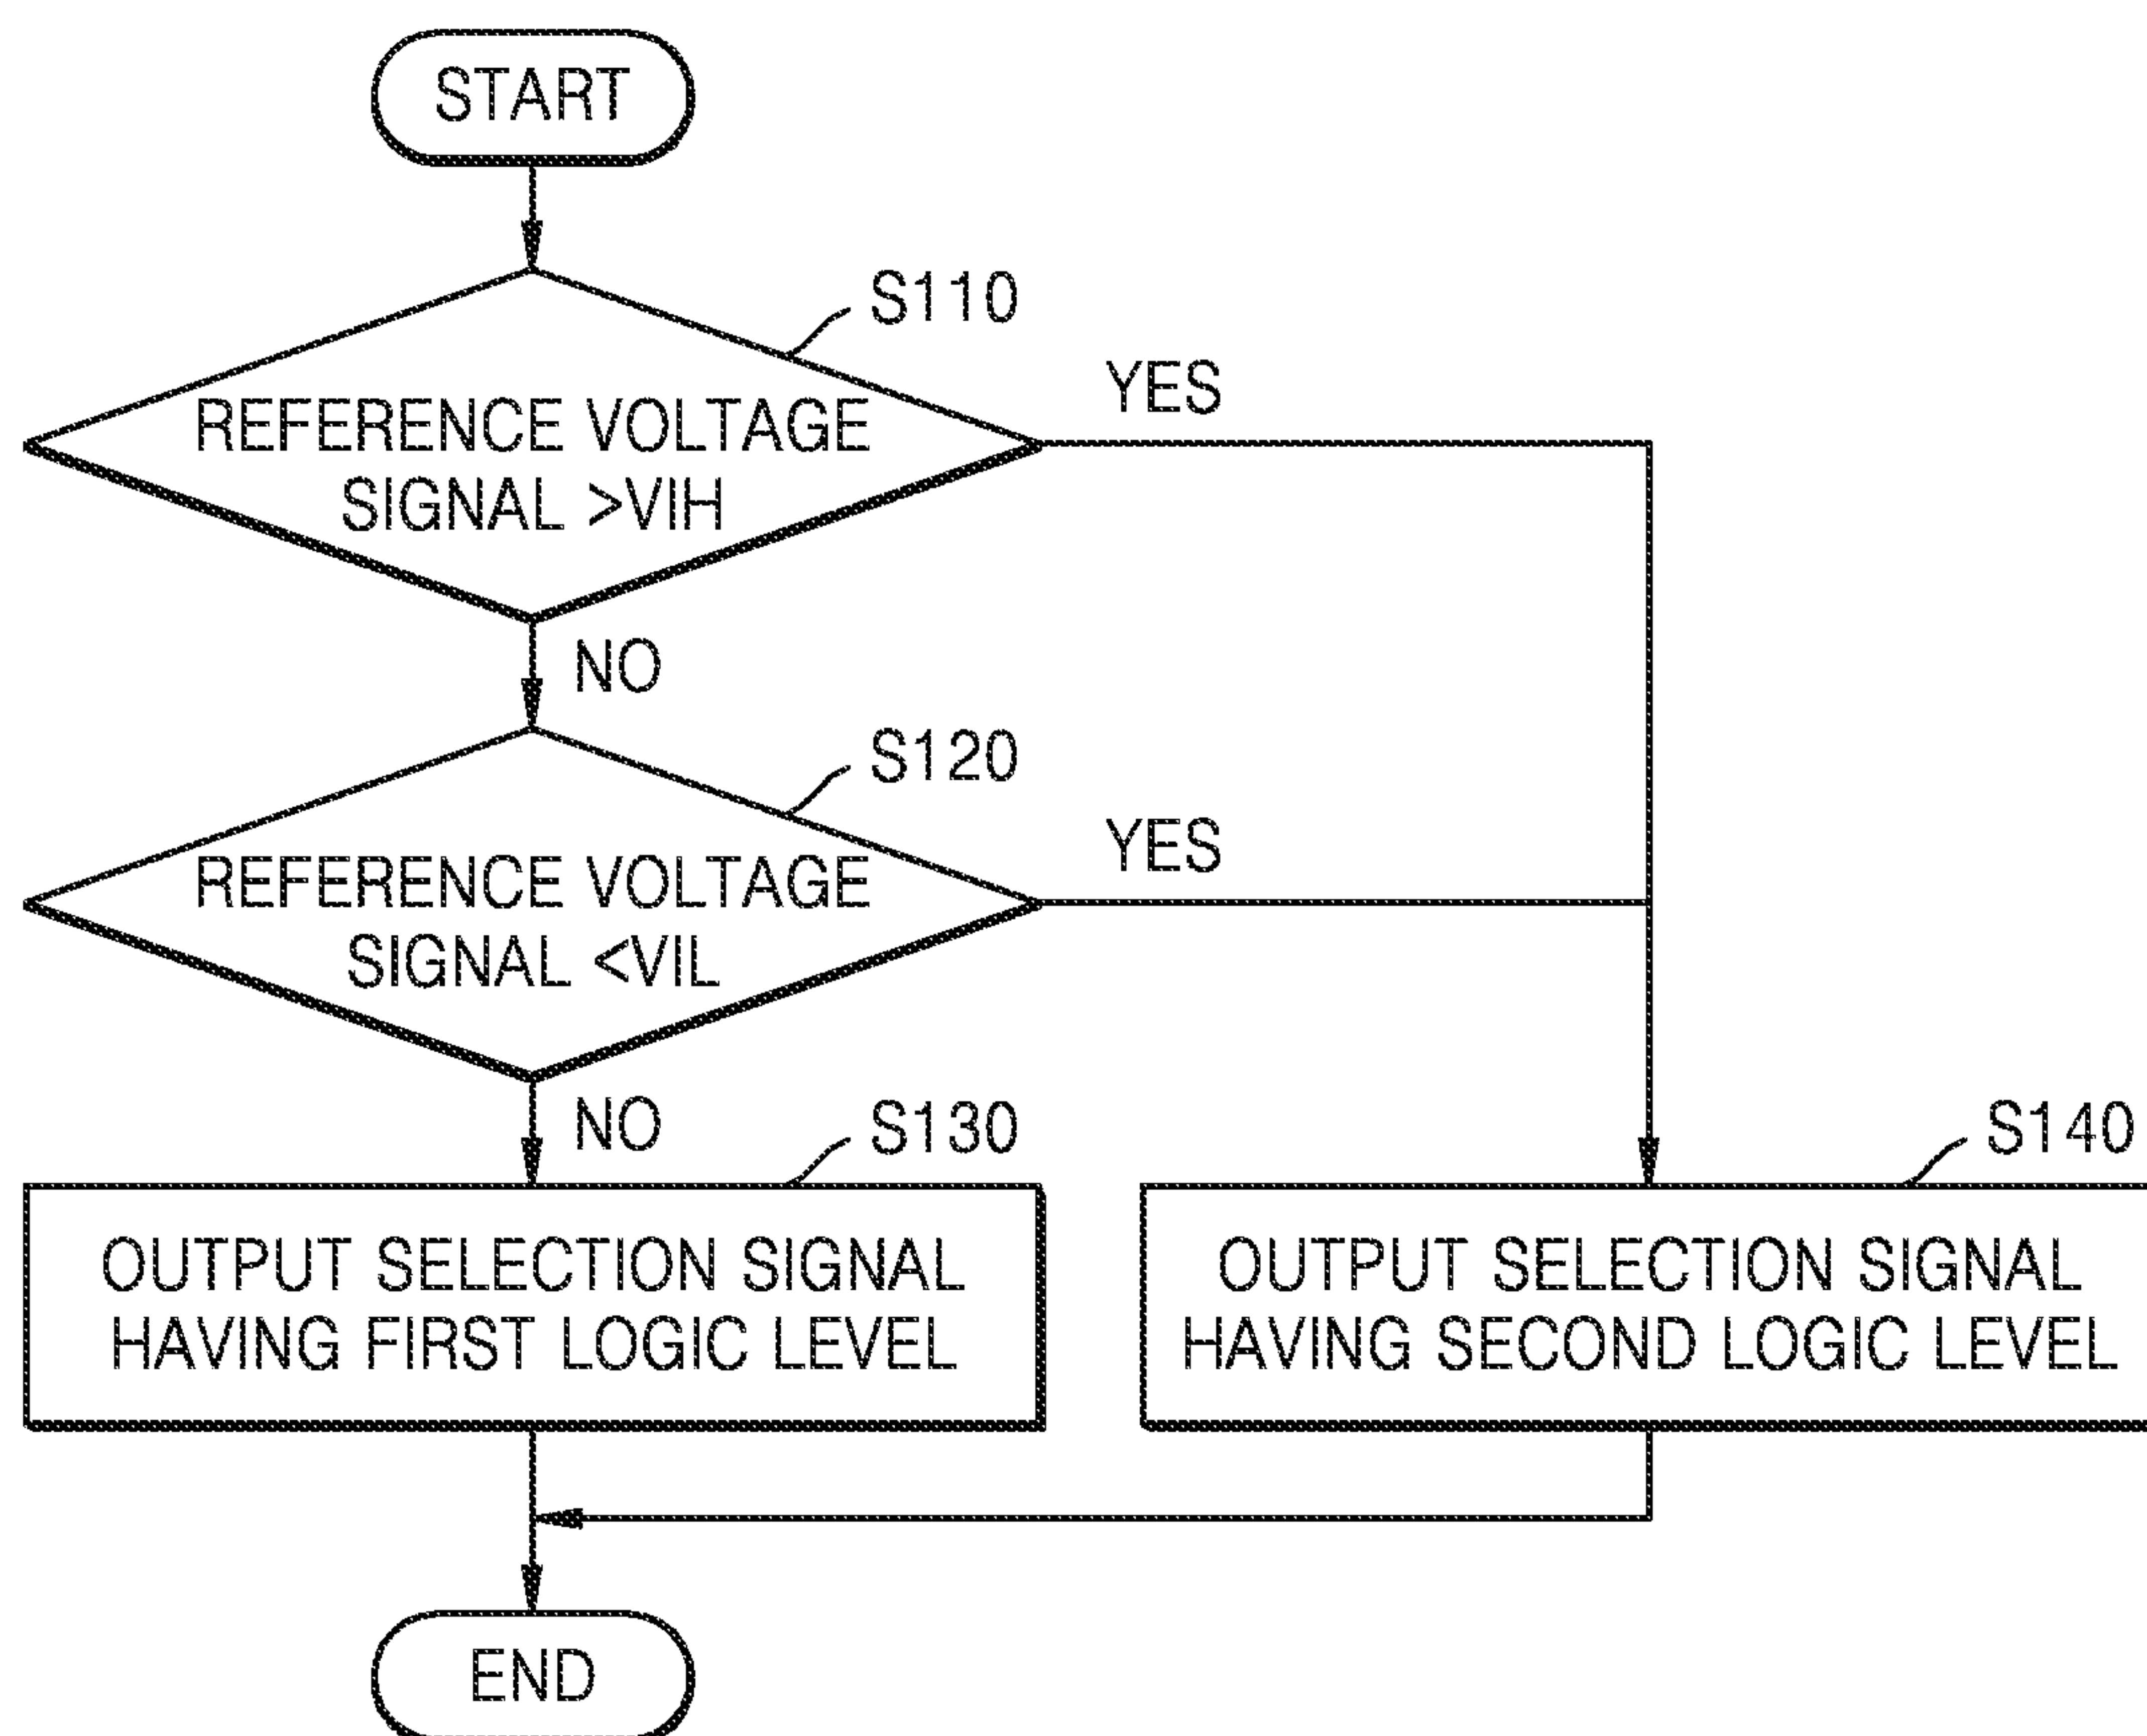 START
S110
REFERENCE VOLTAGE
SIGNAL >VIH
YES
NO
S120
REFERENCE VOLTAGE
SIGNAL <VIL
YES
NO
S130
OUTPUT SELECTION SIGNAL
HAVING FIRST LOGIC LEVEL
S140
OUTPUT SELECTION SIGNAL
HAVING SECOND LOGIC LEVEL
END